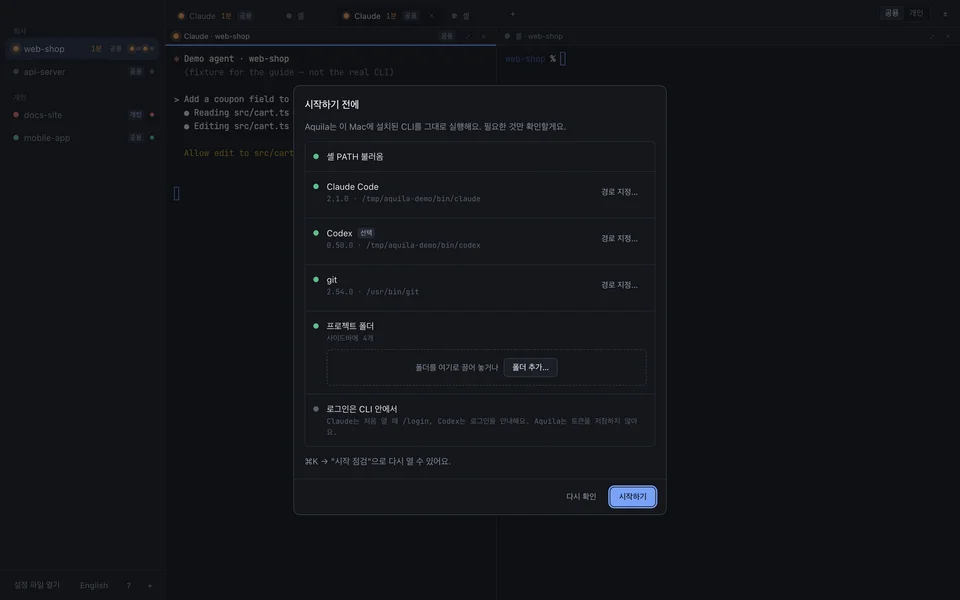 Claude 1분 공용
셸
Claude 1분 공용 ×
셸
+
공용 개인
회사
web-shop 1분 공용
api-server 공용
개인
docs-site 개인
mobile-app 공용
Claude · web-shop 공용
셸 · web-shop
Demo agent · web-shop
(fixture for the guide — not the real CLI)
> Add a coupon field to
● Reading src/cart.ts
● Editing src/cart.ts
Allow edit to src/cart
web-shop %
시작하기 전에
Aquila는 이 Mac에 설치된 CLI를 그대로 실행해요. 필요한 것만 확인할게요.
셸 PATH 불러옴
Claude Code
2.1.0 · /tmp/aquila-demo/bin/claude
경로 지정...
Codex 선택
0.50.0 · /tmp/aquila-demo/bin/codex
경로 지정...
git
2.54.0 · /usr/bin/git
경로 지정...
프로젝트 폴더
사이드바에 4개
폴더를 여기로 끌어 놓거나 폴더 추가...
로그인은 CLI 안에서
Claude는 처음 열 때 /login, Codex는 로그인을 안내해요. Aquila는 토큰을 저장하지 않아
요.
⌘K → "시작 점검"으로 다시 열 수 있어요.
다시 확인 시작하기
설정 파일 열기 English ? +